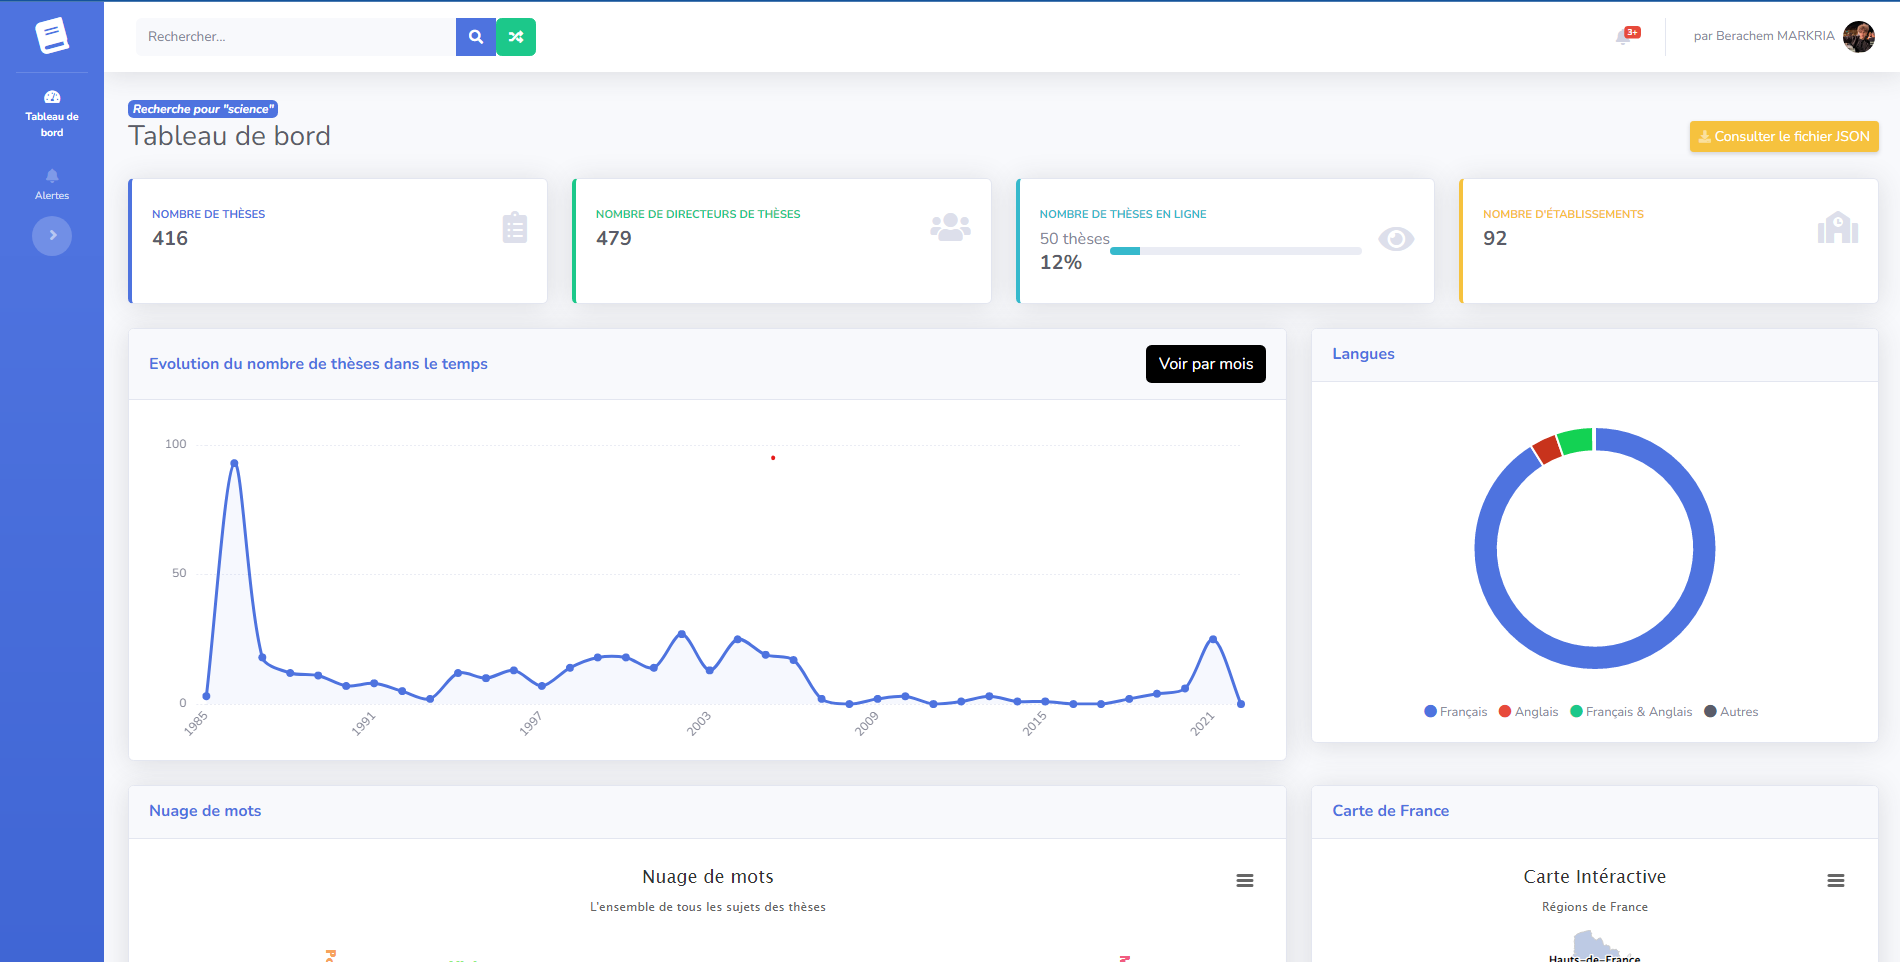 Rechercher...
3+
par Berachem MARKRIA
Tableau de
bord
Alertes
Recherche pour "science"
Tableau de bord
Consulter le fichier JSON
NOMBRE DE THÈSES
416
NOMBRE DE DIRECTEURS DE THÈSES
479
NOMBRE DE THÈSES EN LIGNE
50 thèses
12%
NOMBRE D'ÉTABLISSEMENTS
92
Evolution du nombre de thèses dans le temps
Voir par mois
100
50
0
1985
1991
1997
2003
2009
2015
2021
Langues
Français
Anglais
Français & Anglais
Autres
Nuage de mots
Nuage de mots
L'ensemble de tous les sujets des thèses
Carte de France
Carte Intéractive
Régions de France
Hauts-de-France